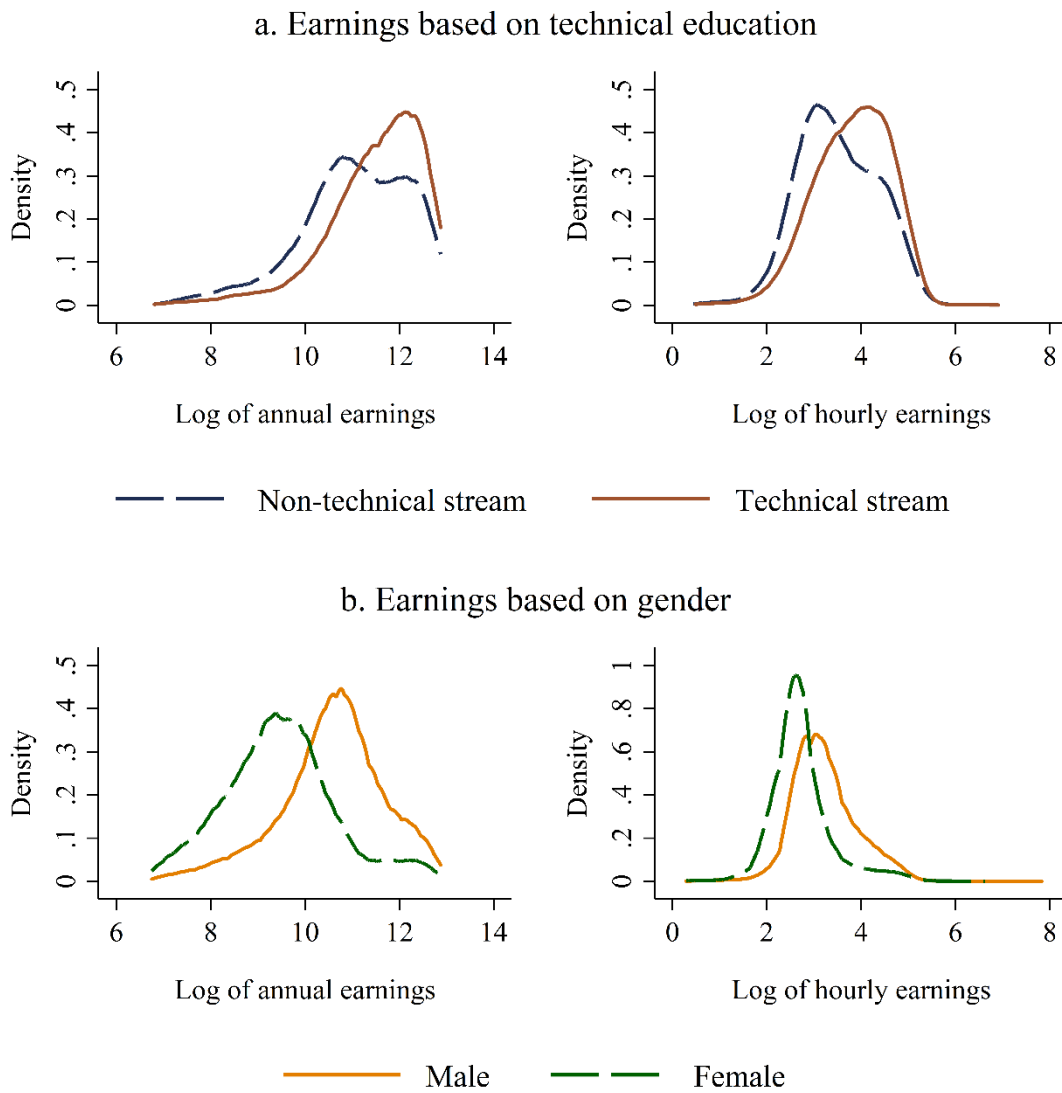 a. Earnings based on technical education
Density
0 .1 .2 .3 .4 .5
6 8 10 12 14
Log of annual earnings
Density
0 .1 .2 .3 .4 .5
0 2 4 6 8
Log of hourly earnings
Non-technical stream
Technical stream
b. Earnings based on gender
Density
0 .1 .2 .3 .4 .5
6 8 10 12 14
Log of annual earnings
Density
0 .2 .4 .6 .8 1
0 2 4 6 8
Log of hourly earnings
Male
Female